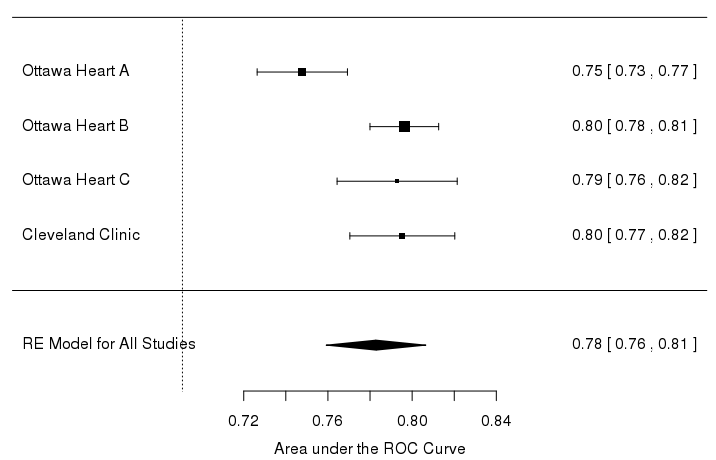 Ottawa Heart A 0.75 [ 0.73 , 0.77 ]
Ottawa Heart B 0.80 [ 0.78 , 0.81 ]
Ottawa Heart C 0.79 [ 0.76 , 0.82 ]
Cleveland Clinic 0.80 [ 0.77 , 0.82 ]
RE Model for All Studies 0.78 [ 0.76 , 0.81 ]
0.72 0.76 0.80 0.84
Area under the ROC Curve